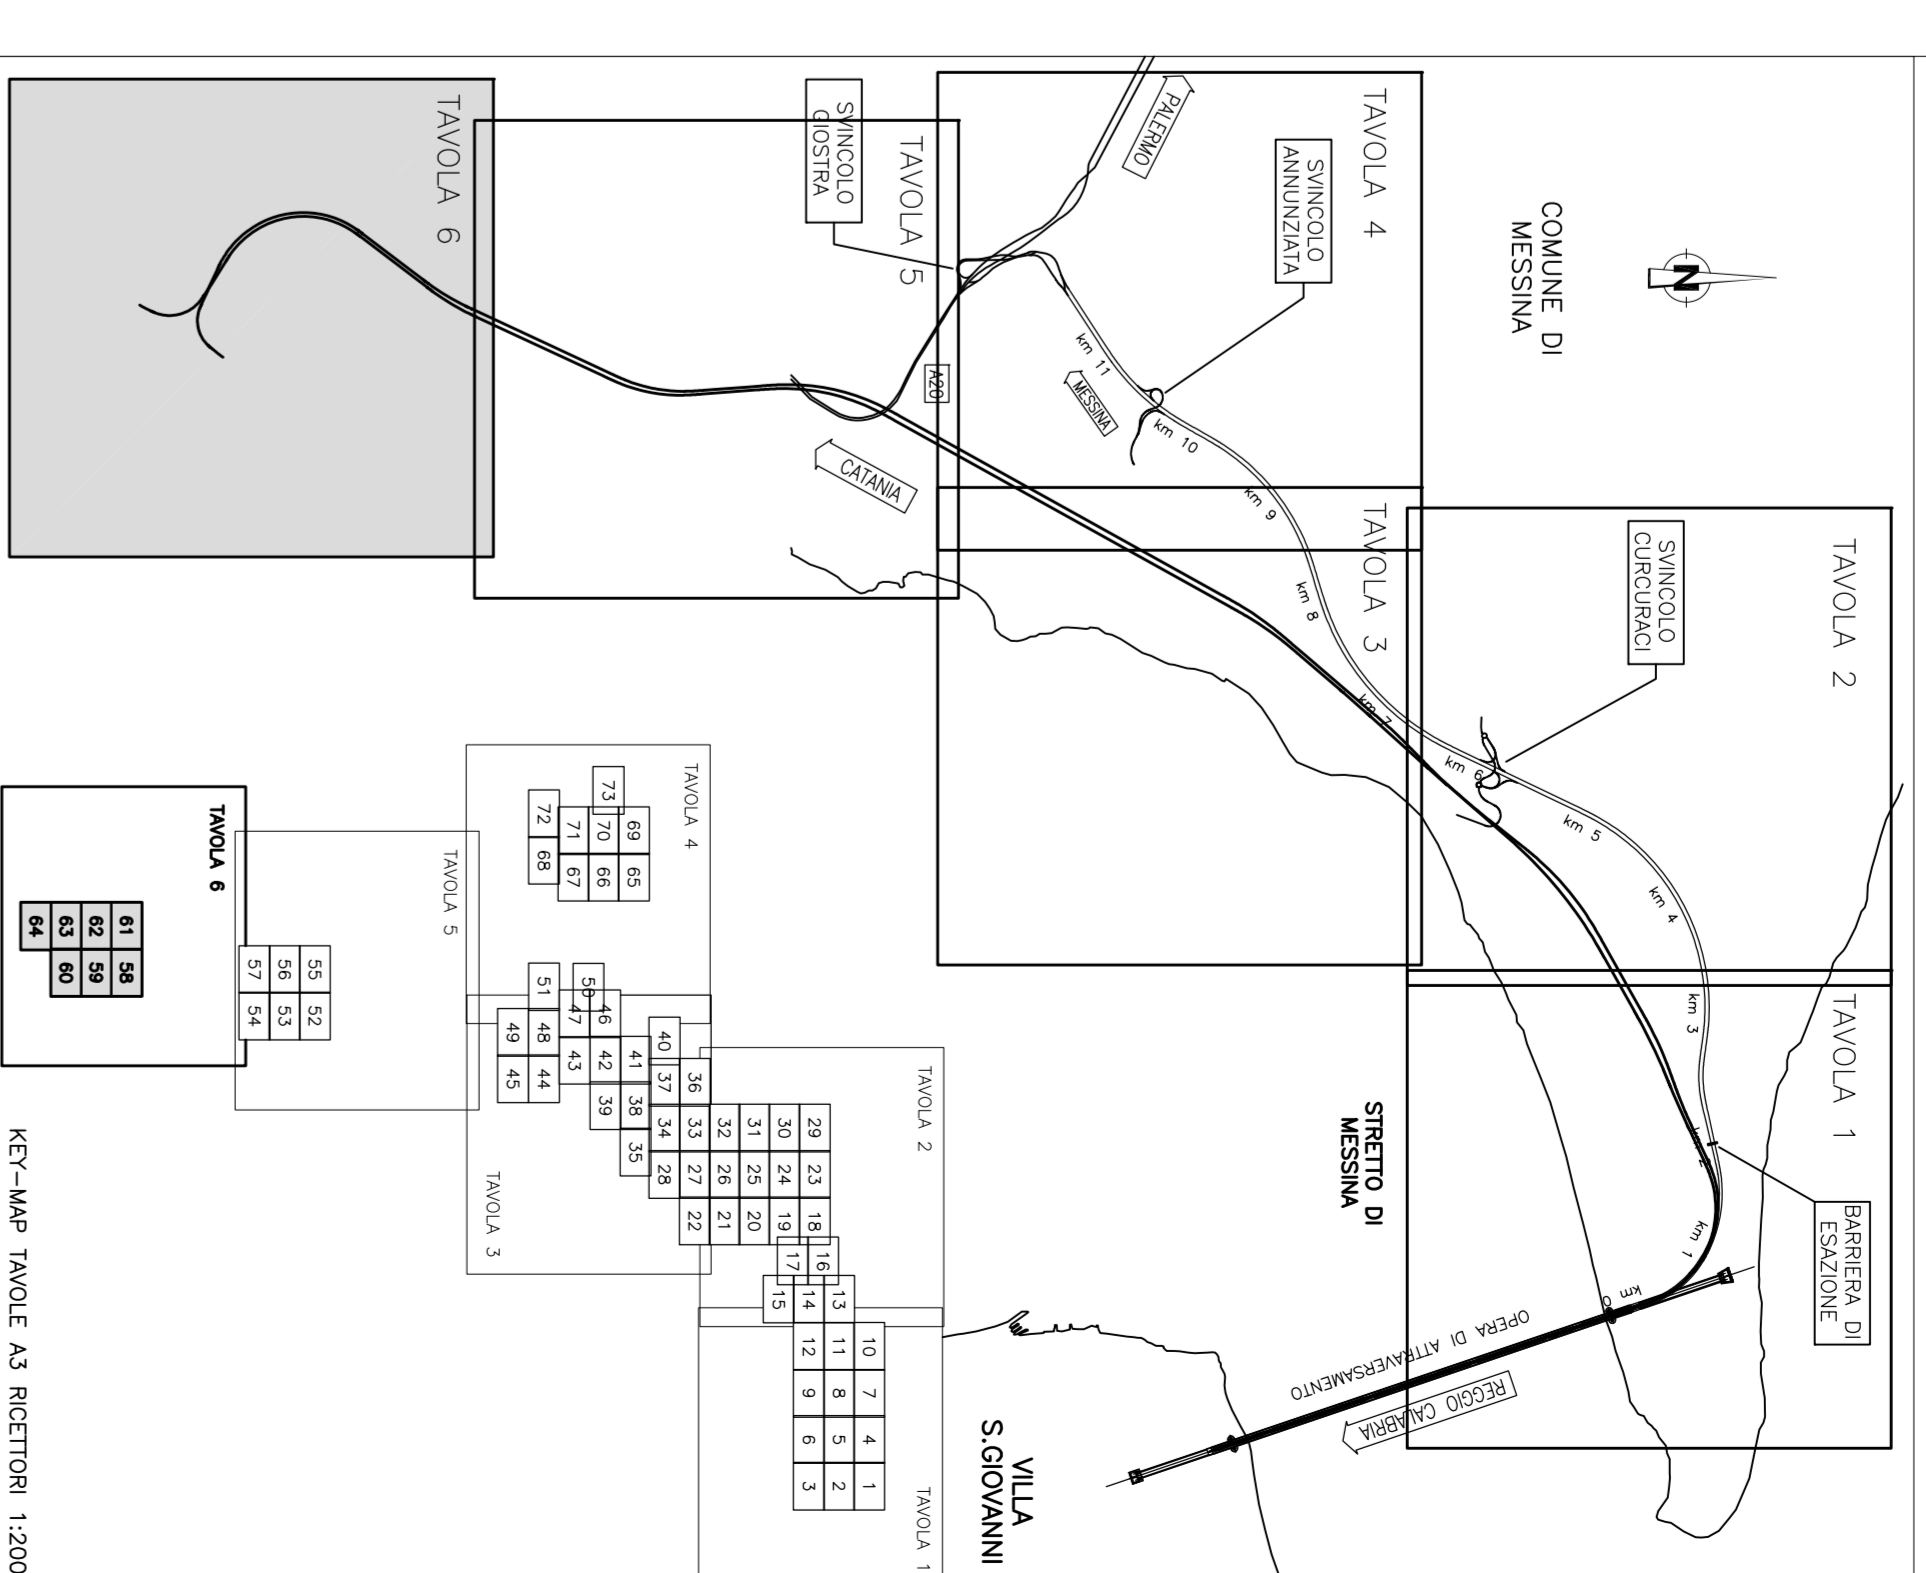 COMUNE DI
MESSINA
N
TAVOLA 6
TAVOLA 5
TAVOLA 4
TAVOLA 3
TAVOLA 2
TAVOLA 1
SVINCOLO
GIOSTRA
SVINCOLO
ANNUNZIATA
SVINCOLO
CURCURACI
BARRIERA DI
ESAZIONE
PALERMO
MESSINA
CATANIA
A20
km 11
km 10
km 9
km 8
km 7
km 6
km 5
km 4
km 3
km 2
km 1
km 0
OPERA DI ATTRAVERSAMENTO
REGGIO CALABRIA
STRETTO DI
MESSINA
VILLA
S.GIOVANNI
TAVOLA 1
10 7 4 1
11 8 5 2
12 9 6 3
13
14
15
16
17
TAVOLA 2
29 23 18
30 24 19
31 25 20
32 26 21
33 27 22
34 28
36
37
40
TAVOLA 3
35
41 38
46 42 39
47 43
50
51 48 44
49 45
TAVOLA 4
73
69 65
70 66
71 67
72 68
TAVOLA 5
55 52
56 53
57 54
TAVOLA 6
61 58
62 59
63 60
64
KEY-MAP TAVOLE A3 RICETTORI 1:200